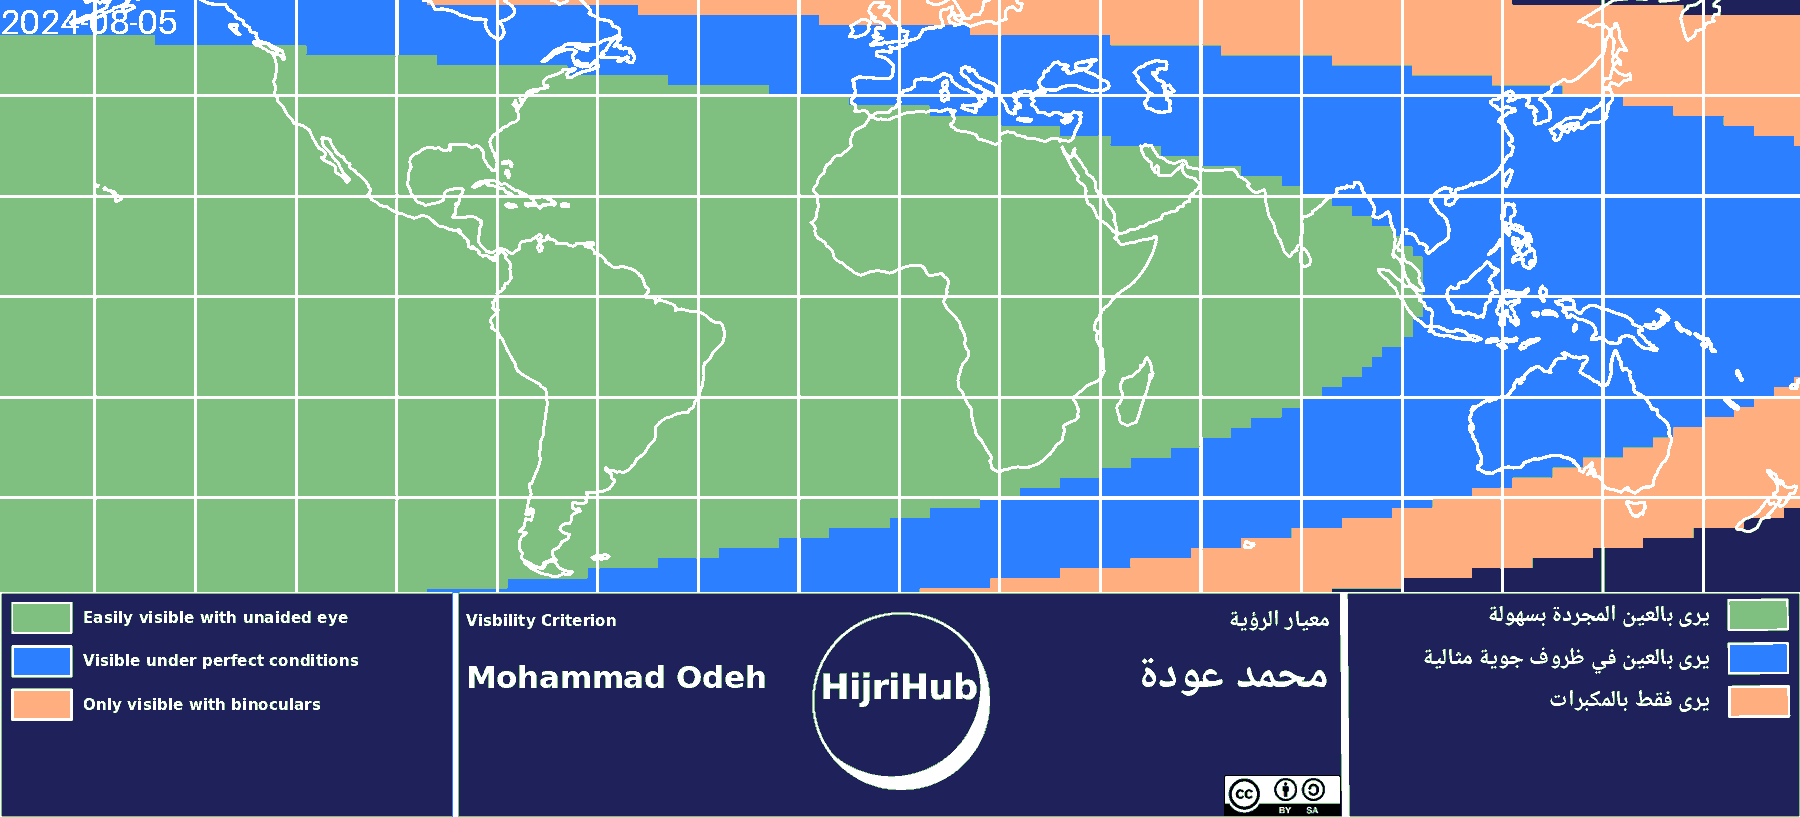 2024-08-05
Easily visible with unaided eye
Visible under perfect conditions
Only visible with binoculars
Visbility Criterion
Mohammad Odeh
HijriHub
معيار الرؤية
محمد عودة
cc BY SA
يرى بالعين المجردة بسهولة
يرى بالعين في ظروف جوية مثالية
يرى فقط بالمكبرات